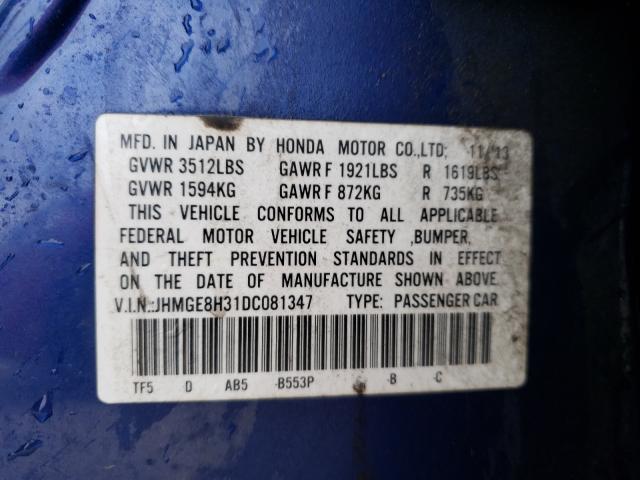 MFD. IN JAPAN BY HONDA MOTOR CO.,LTD; 11/13
GVWR 3512LBS GAWR F 1921LBS R 1619LBS
GVWR 1594KG GAWR F 872KG R 735KG
THIS VEHICLE CONFORMS TO ALL APPLICABLE
FEDERAL MOTOR VEHICLE SAFETY ,BUMPER,
AND THEFT PREVENTION STANDARDS IN EFFECT
ON THE DATE OF MANUFACTURE SHOWN ABOVE.
V.I.N.:JHMGE8H31DC081347 TYPE: PASSENGER CAR
TF5 D AB5 -B553P -B -C